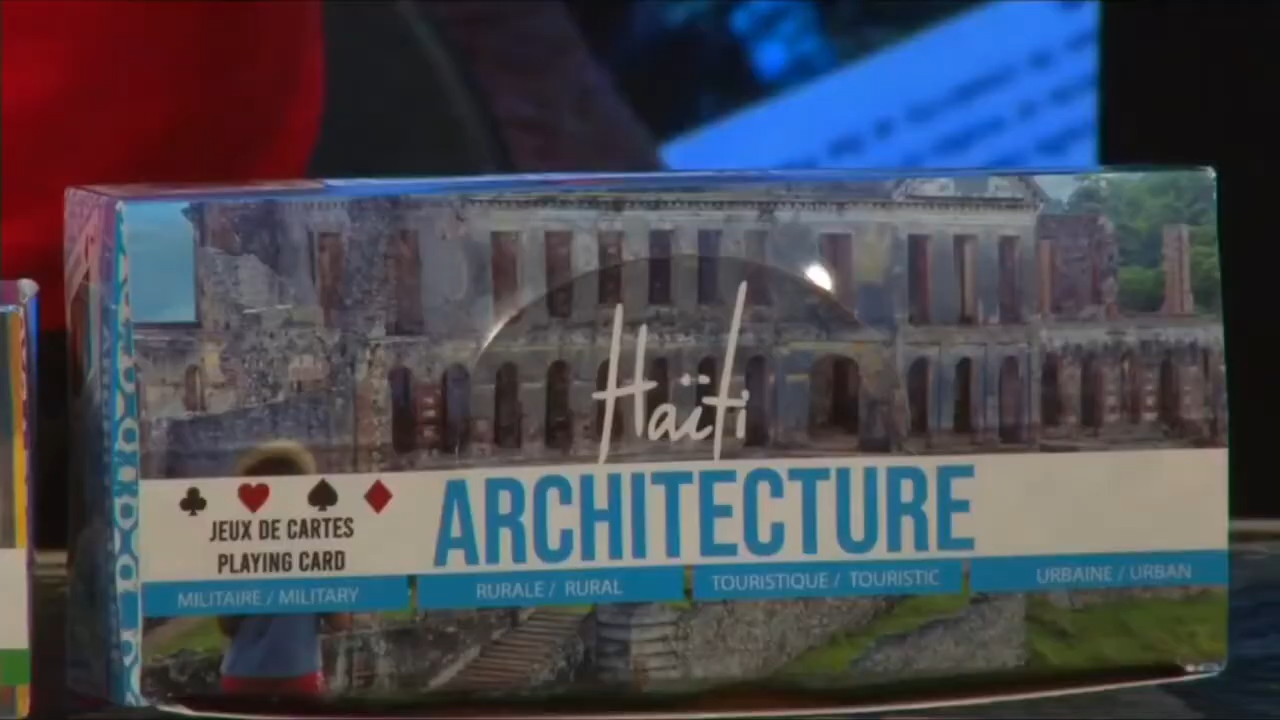 Haïti
ARCHITECTURE
JEUX DE CARTES
PLAYING CARD
MILITAIRE / MILITARY
RURALE / RURAL
TOURISTIQUE / TOURISTIC
URBAINE / URBAN